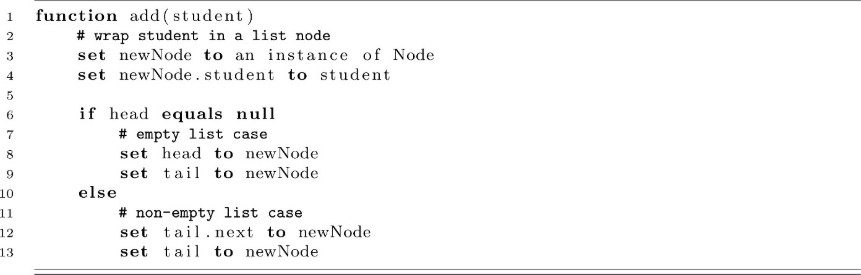 1 function add(student)
2 # wrap student in a list node
3 set newNode to an instance of Node
4 set newNode.student to student
5
6 if head equals null
7 # empty list case
8 set head to newNode
9 set tail to newNode
10 else
11 # non-empty list case
12 set tail.next to newNode
13 set tail to newNode